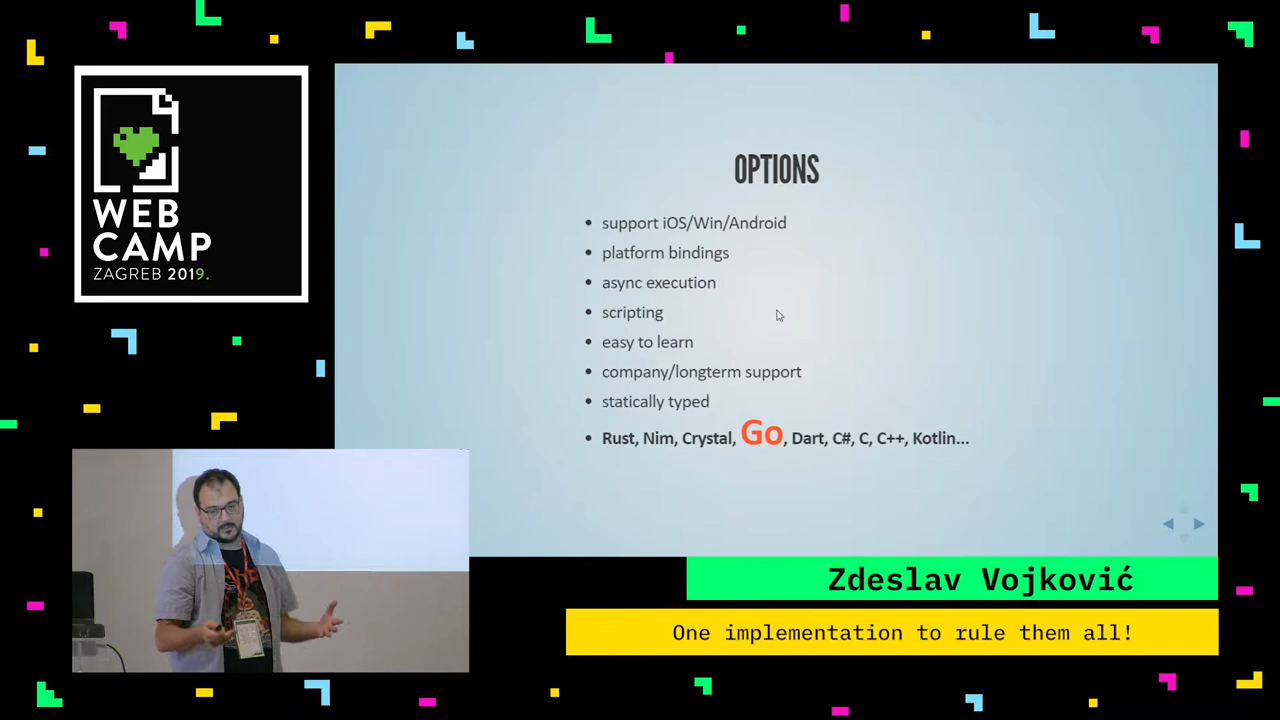 WEB
CAMP
ZAGREB 2019.
OPTIONS
• support iOS/Win/Android
• platform bindings
• async execution
• scripting
• easy to learn
• company/longterm support
• statically typed
• Rust, Nim, Crystal, Go, Dart, C#, C, C++, Kotlin...
Zdeslav Vojković
One implementation to rule them all!